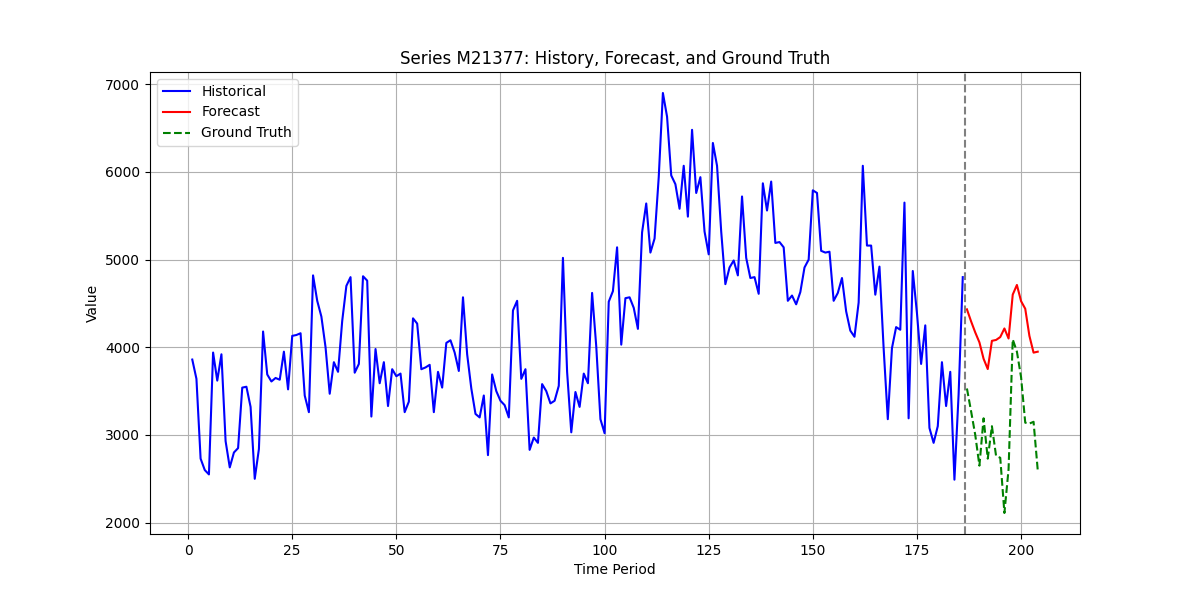 Series M21377: History, Forecast, and Ground Truth
Historical
Forecast
Ground Truth
7000
6000
5000
4000
3000
2000
Value
0 25 50 75 100 125 150 175 200
Time Period